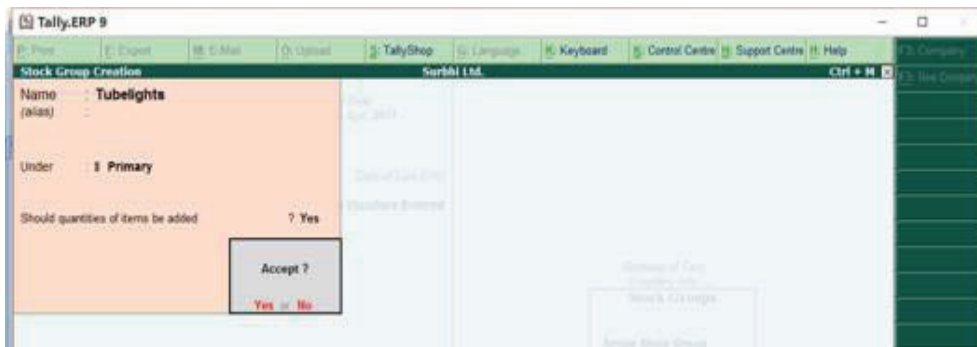 Tally.ERP 9
P: Print E: Export M: E-Mail O: Upload S: TallyShop G: Language K: Keyboard K: Control Centre H: Support Centre H: Help F3: Company
Stock Group Creation Surbhi Ltd. Ctrl + M
Name : Tubelights
(alias) :
Under : Primary
Should quantities of items be added ? Yes
Accept ?
Yes or No
Stock Groups